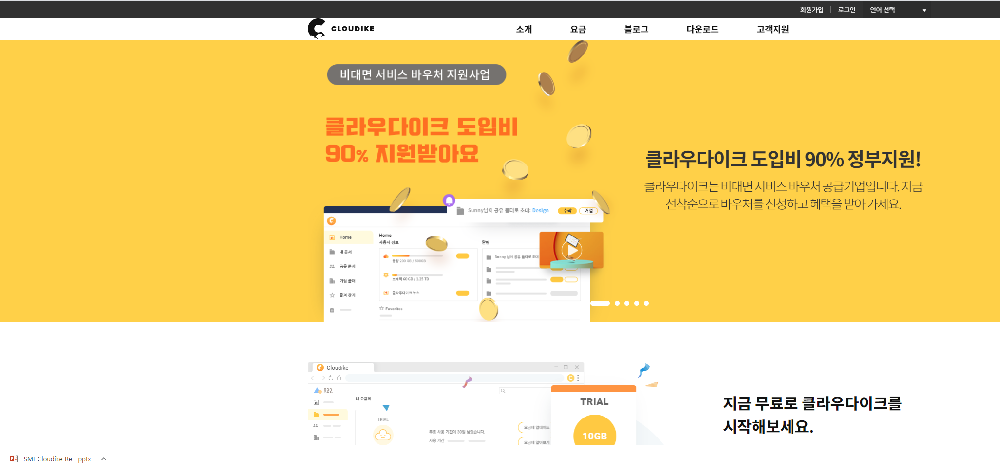 회원가입
로그인
언어 선택
CLOUDIKE
소개
요금
블로그
다운로드
고객지원
비대면 서비스 바우처 지원사업
클라우다이크 도입비
90% 지원받아요
클라우다이크 도입비 90% 정부지원!
클라우다이크는 비대면 서비스 바우처 공급기업입니다. 지금
선착순으로 바우처를 신청하고 혜택을 받아 가세요.
Sunny님이 공유 폴더로 초대: Design
수락
거절
Home
내 문서
공유 문서
기업 폴더
즐겨 찾기
Home
사용자 정보
용량 200 GB / 500GB
트래픽 60 GB / 1.25 TB
클라우다이크 뉴스
Favorites
알림
Sunny 님이 공유 폴더로 초대
Cloudike
내 요금제
TRIAL
무료 사용 기간이 30일 남았습니다.
사용 기간
요금제 업데이트
요금제 알아보기
TRIAL
10GB
지금 무료로 클라우다이크를
시작해보세요.
SMI_Cloudike Re....pptx